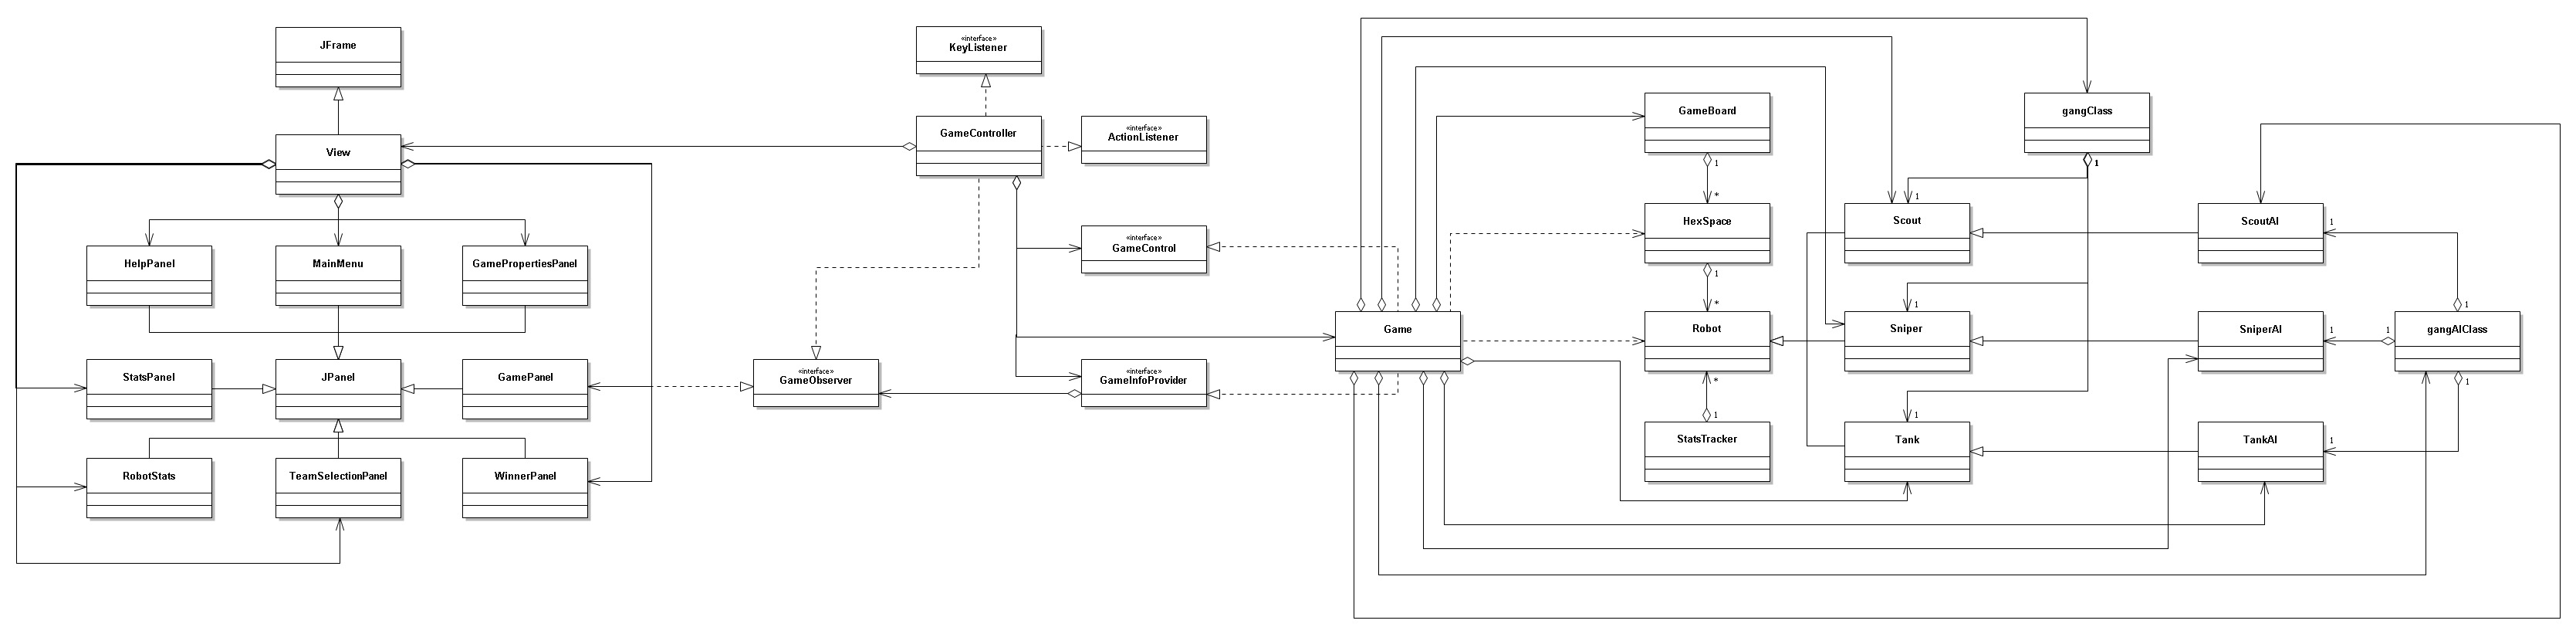 JFrame
«interface»
KeyListener
GameController
«interface»
ActionListener
GameBoard
gangClass
View
1
1
*
1
HexSpace
Scout
ScoutAI
1
«interface»
GameControl
HelpPanel
MainMenu
GamePropertiesPanel
1
*
1
1
Game
Robot
Sniper
SniperAI
1
1
gangAIClass
StatsPanel
JPanel
GamePanel
«interface»
GameObserver
«interface»
GameInfoProvider
*
1
1
1
StatsTracker
Tank
TankAI
1
RobotStats
TeamSelectionPanel
WinnerPanel